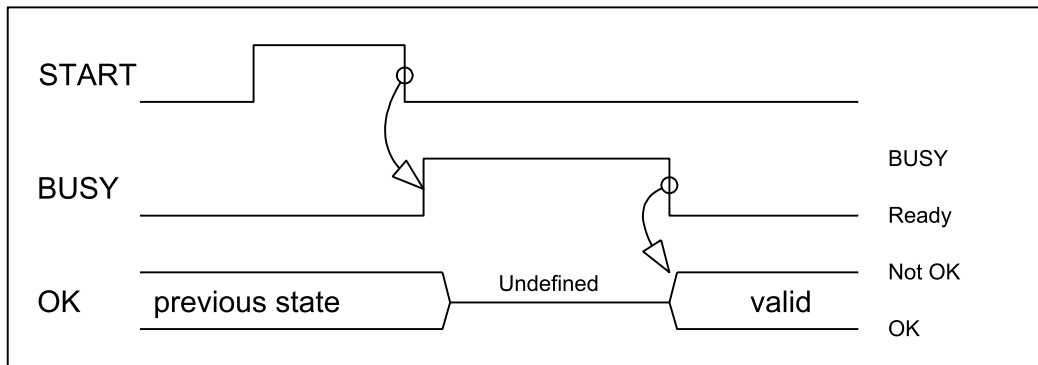 START
BUSY
BUSY
Ready
Undefined
Not OK
OK
previous state
valid
OK